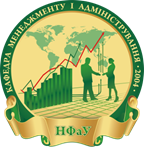 КАФЕДРА МЕНЕДЖМЕНТУ І АДМІНІСТРУВАННЯ · 2004 ·
НФаУ